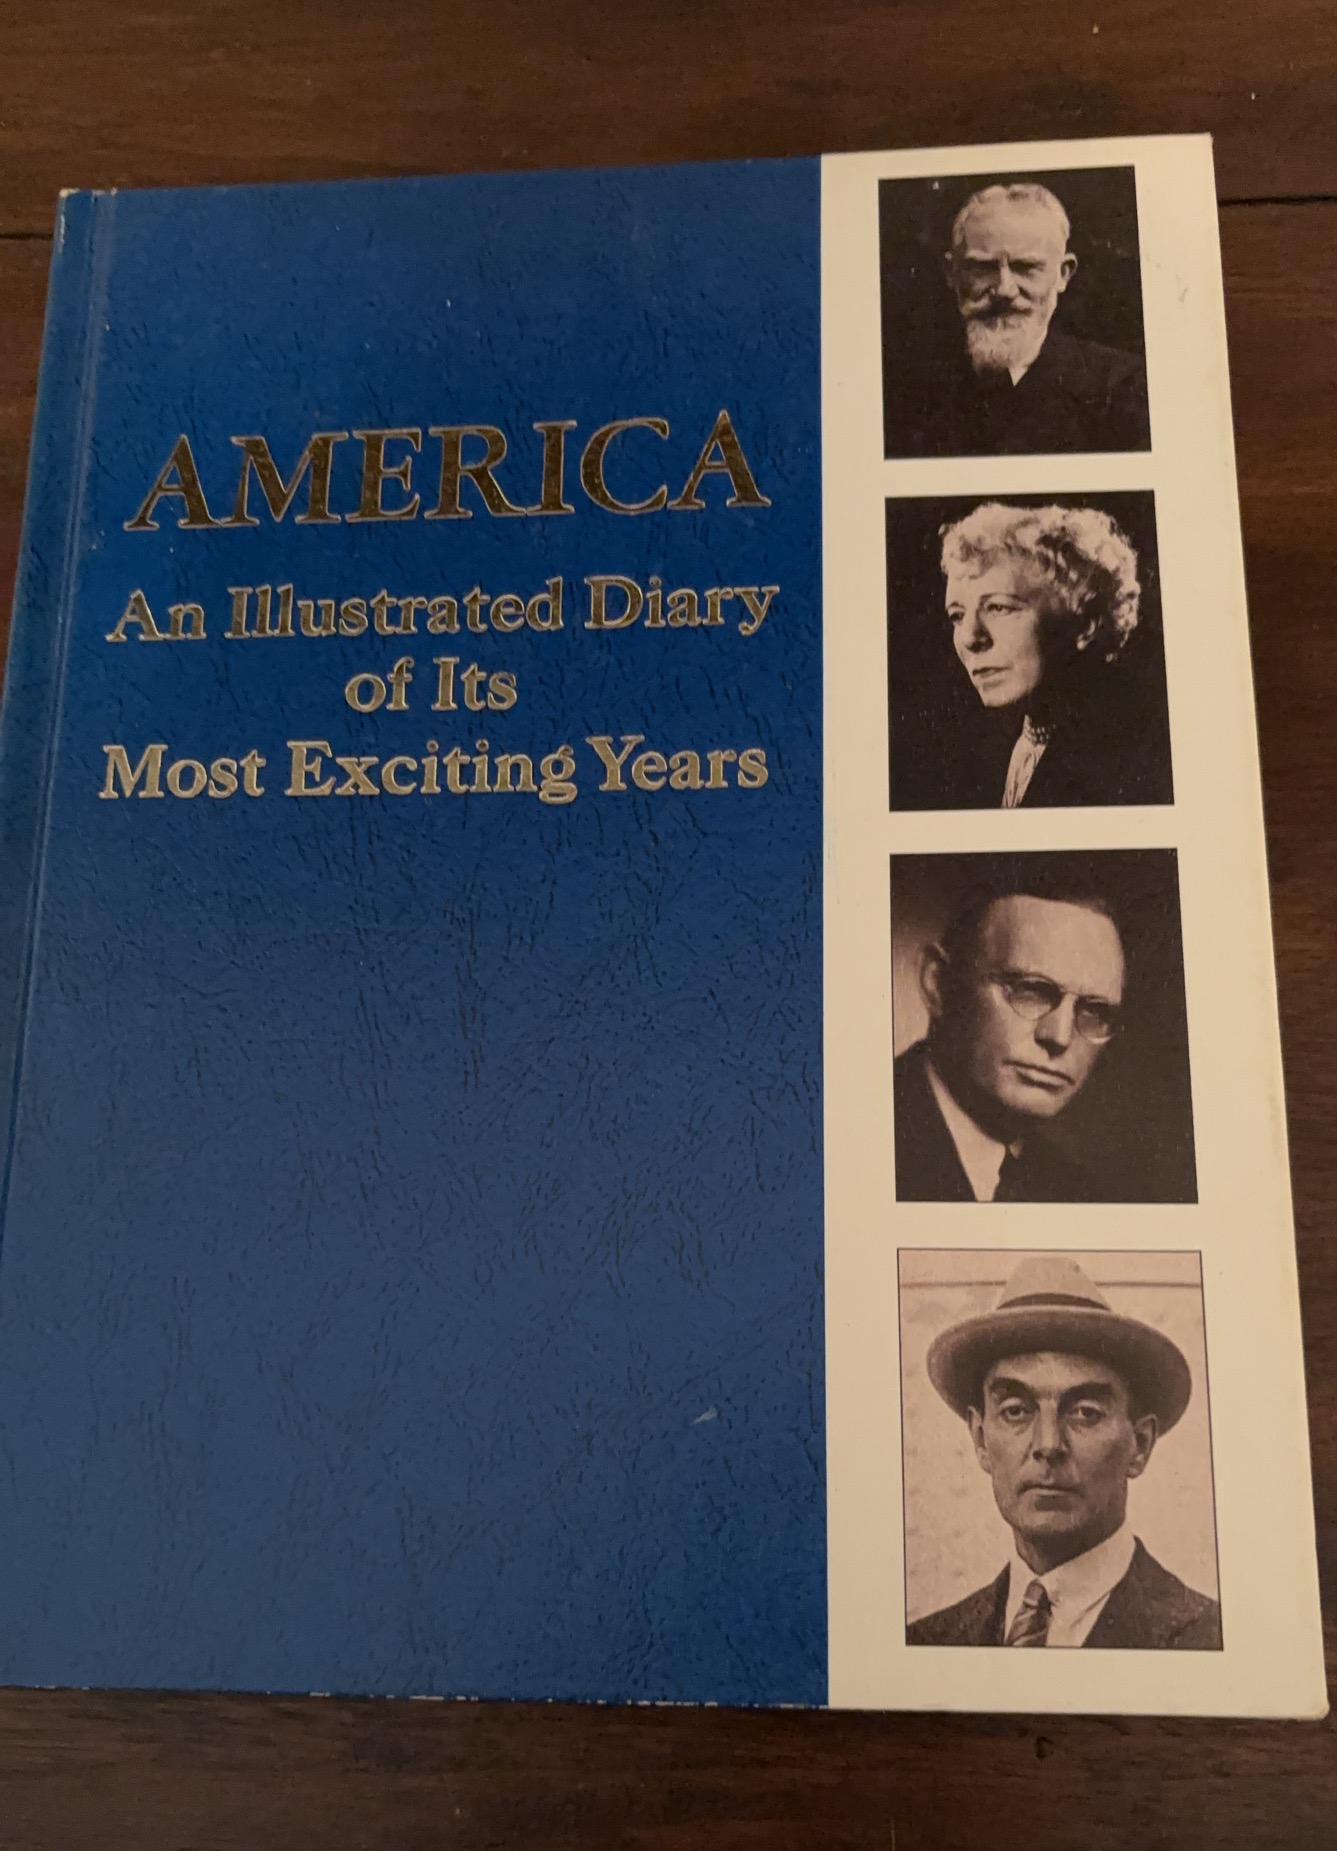 AMERICA
An Illustrated Diary
of Its
Most Exciting Years